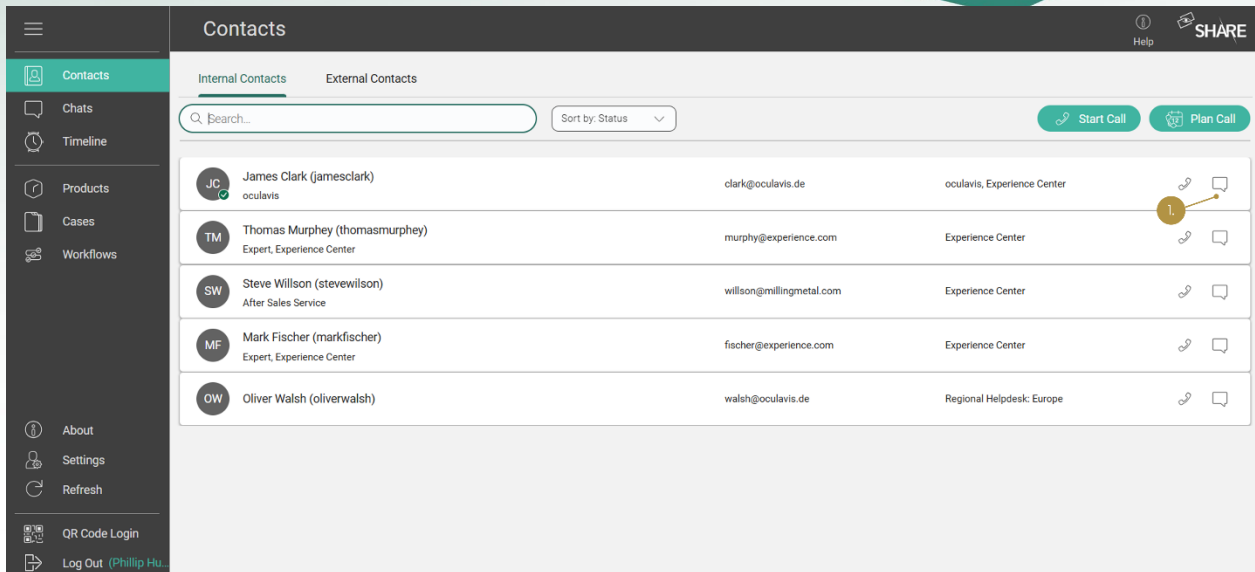 Contacts
Help
SHARE
Contacts
Chats
Timeline
Products
Cases
Workflows
About
Settings
Refresh
QR Code Login
Log Out (Phillip Hu...
Internal Contacts External Contacts
Search...
Sort by: Status
Start Call
12
Plan Call
JC
James Clark (jamesclark)
oculavis
clark@oculavis.de
oculavis, Experience Center
1.
TM
Thomas Murphey (thomasmurphey)
Expert, Experience Center
murphy@experience.com
Experience Center
SW
Steve Willson (stevewilson)
After Sales Service
willson@millingmetal.com
Experience Center
MF
Mark Fischer (markfischer)
Expert, Experience Center
fischer@experience.com
Experience Center
OW
Oliver Walsh (oliverwalsh)
walsh@oculavis.de
Regional Helpdesk: Europe